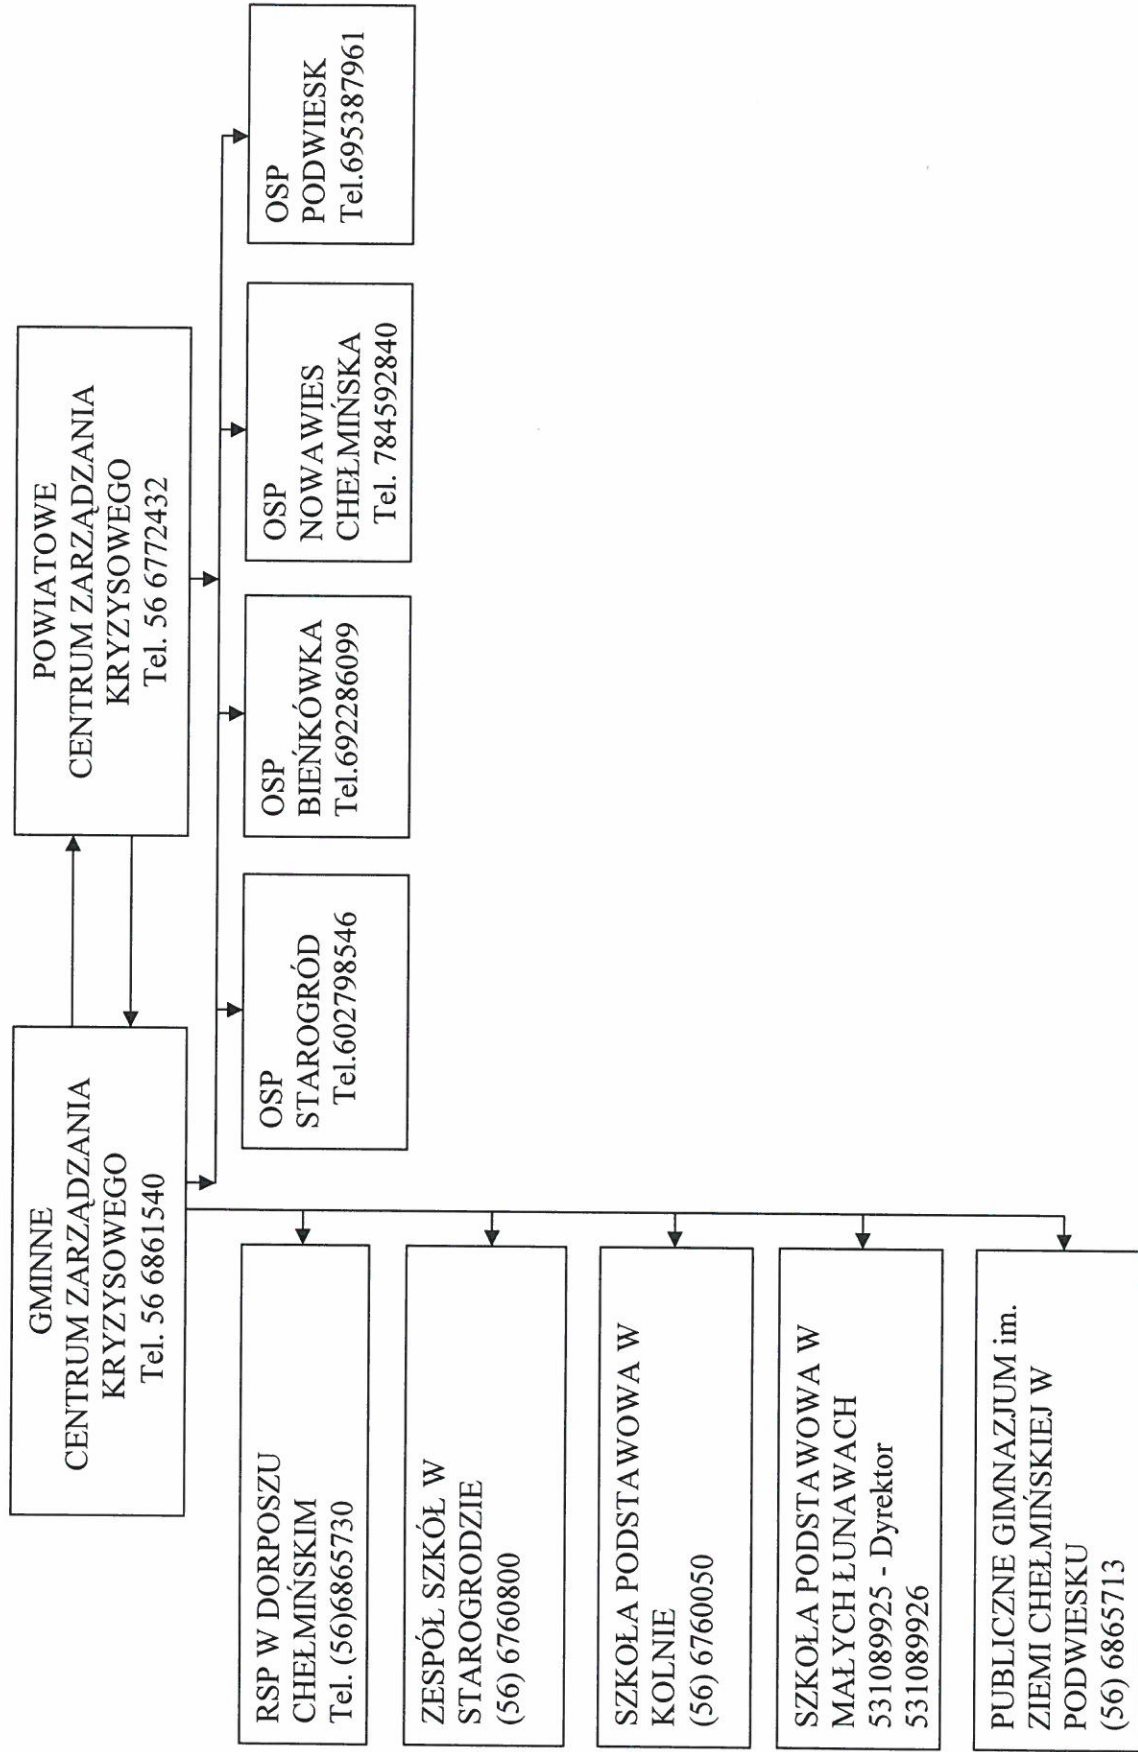 GMINNE
CENTRUM ZARZĄDZANIA
KRYZYSOWEGO
Tel. 56 6861540
POWIATOWE
CENTRUM ZARZĄDZANIA
KRYZYSOWEGO
Tel. 56 6772432
OSP
STAROGRÓD
Tel.602798546
OSP
BIEŃKÓWKA
Tel.692286099
OSP
NOWAWIES
CHEŁMIŃSKA
Tel. 784592840
OSP
PODWIESK
Tel.695387961
RSP W DORPOSZU
CHEŁMIŃSKIM
Tel. (56)6865730
ZESPÓŁ SZKÓŁ W
STAROGRODZIE
(56) 6760800
SZKOŁA PODSTAWOWA W
KOLNIE
(56) 6760050
SZKOŁA PODSTAWOWA W
MAŁYCH ŁUNAWACH
531089925 - Dyrektor
531089926
PUBLICZNE GIMNAZJUM im.
ZIEMI CHEŁMIŃSKIEJ W
PODWIESKU
(56) 6865713